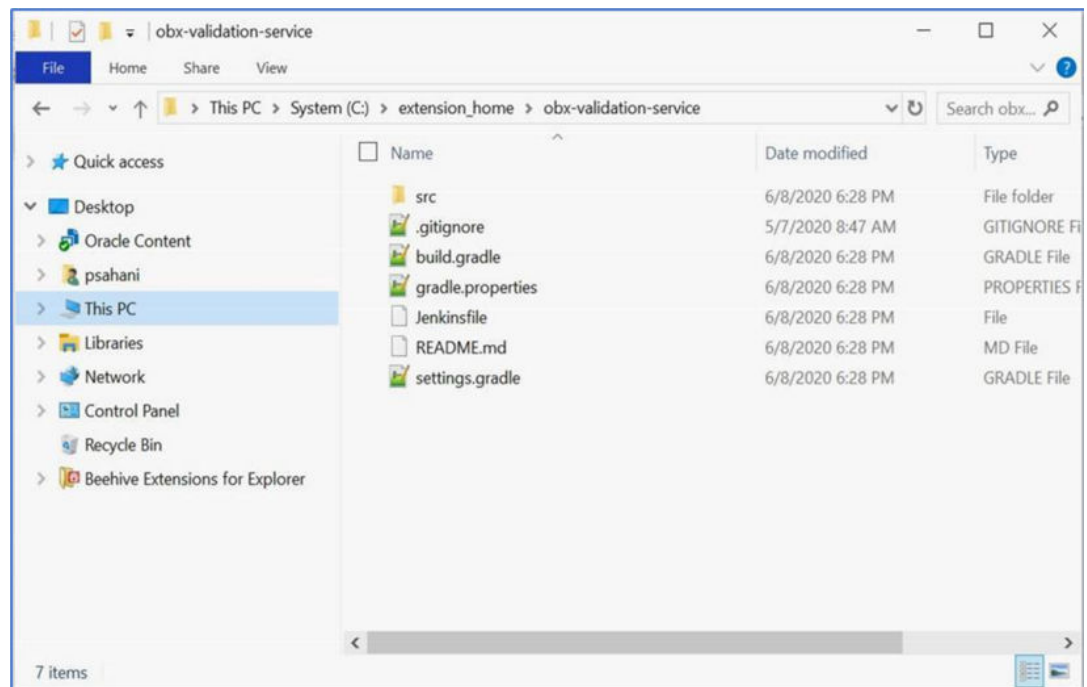 obx-validation-service
File Home Share View
This PC > System (C:) > extension_home > obx-validation-service Search obx...
Name Date modified Type
Quick access
Desktop
Oracle Content
psahani
This PC
Libraries
Network
Control Panel
Recycle Bin
Beehive Extensions for Explorer
src 6/8/2020 6:28 PM File folder
.gitignore 5/7/2020 8:47 AM GITIGNORE Fi
build.gradle 6/8/2020 6:28 PM GRADLE File
gradle.properties 6/8/2020 6:28 PM PROPERTIES F
Jenkinsfile 6/8/2020 6:28 PM File
README.md 6/8/2020 6:28 PM MD File
settings.gradle 6/8/2020 6:28 PM GRADLE File
7 items